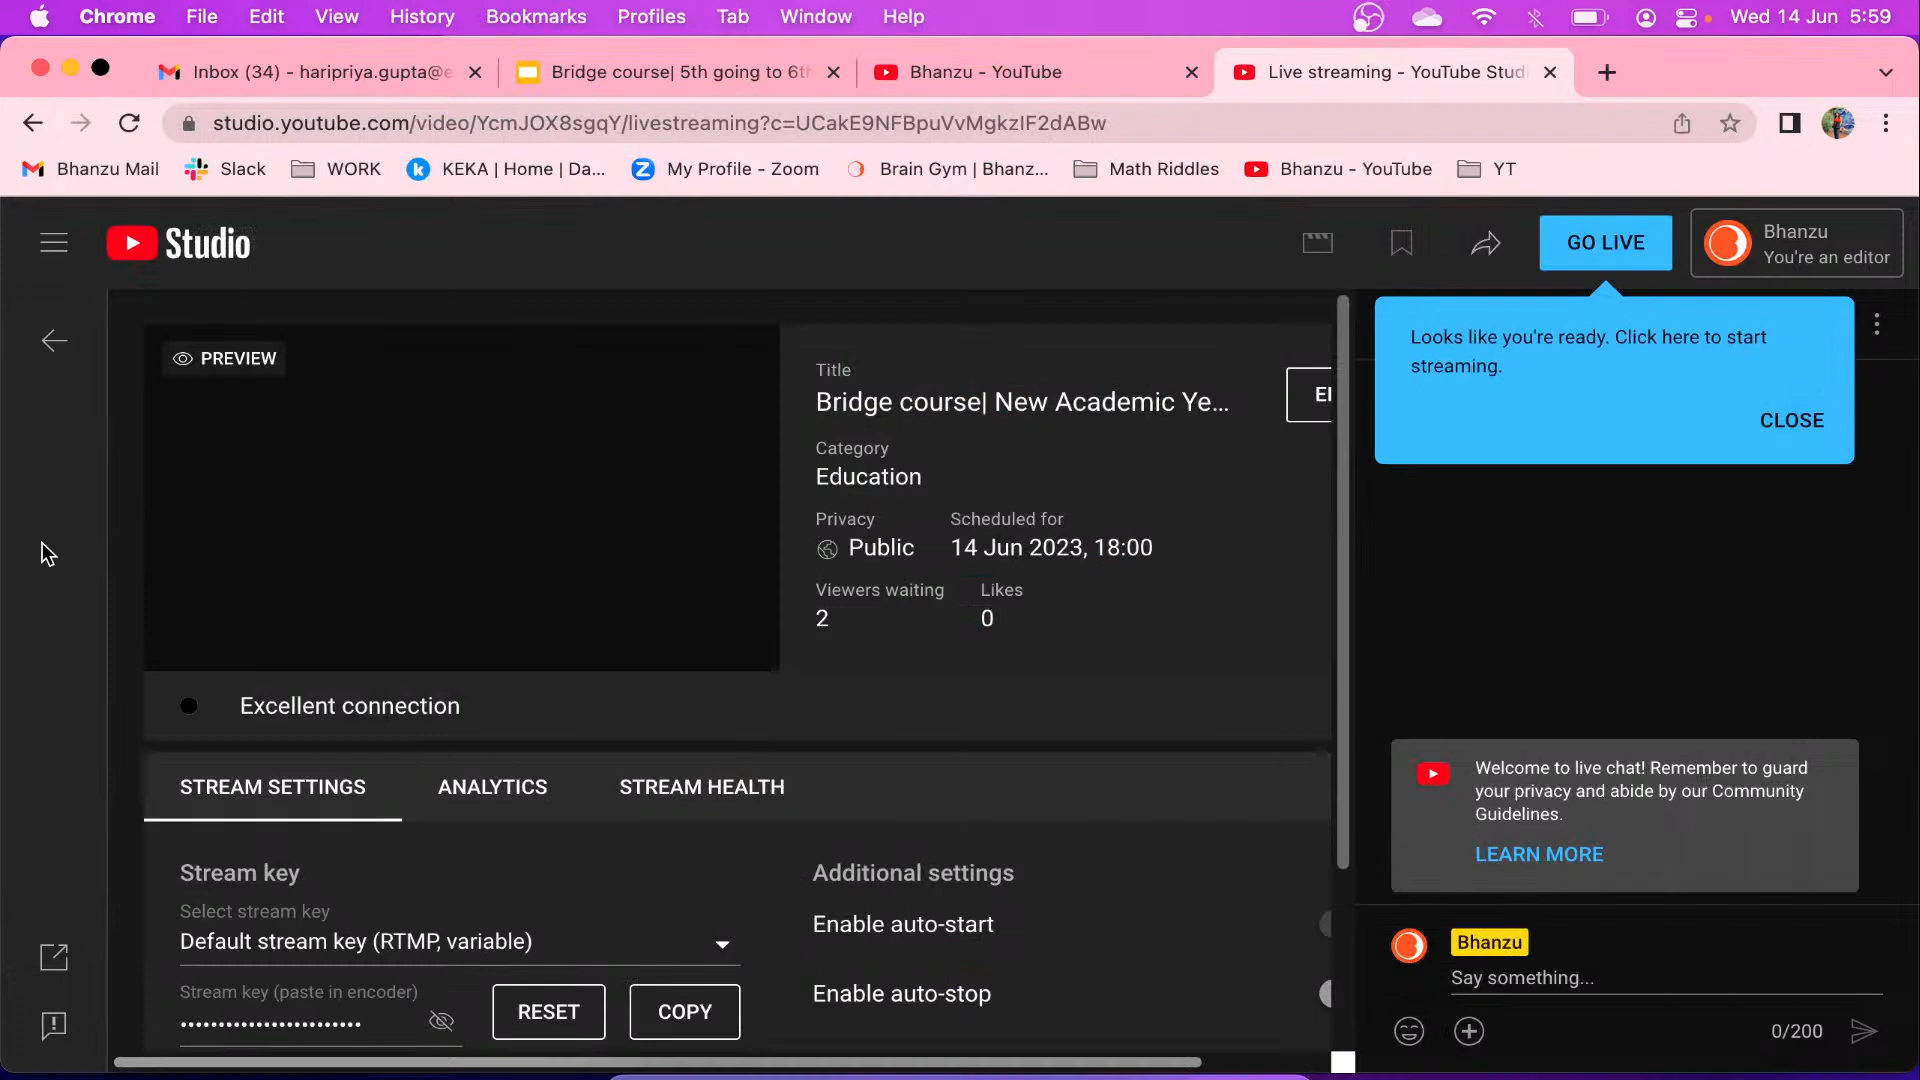 Chrome File Edit View History Bookmarks Profiles Tab Window Help Wed 14 Jun 5:59
Inbox (34) - haripriya.gupta@e Bridge course| 5th going to 6th Bhanzu - YouTube Live streaming - YouTube Stud
studio.youtube.com/video/YcmJOX8sgqY/livestreaming?c=UCakE9NFBpuVvMgkzIF2dABw
Bhanzu Mail Slack WORK KEKA | Home | Da... My Profile - Zoom Brain Gym | Bhanz... Math Riddles Bhanzu - YouTube YT
Studio
GO LIVE
Bhanzu
You're an editor
Looks like you're ready. Click here to start
streaming.
CLOSE
PREVIEW
Title
Bridge course| New Academic Ye...
Category
Education
Privacy Scheduled for
Public 14 Jun 2023, 18:00
Viewers waiting Likes
2 0
Excellent connection
STREAM SETTINGS ANALYTICS STREAM HEALTH
Stream key
Select stream key
Default stream key (RTMP, variable)
Stream key (paste in encoder)
RESET COPY
Additional settings
Enable auto-start
Enable auto-stop
Welcome to live chat! Remember to guard
your privacy and abide by our Community
Guidelines.
LEARN MORE
Bhanzu
Say something...
0/200